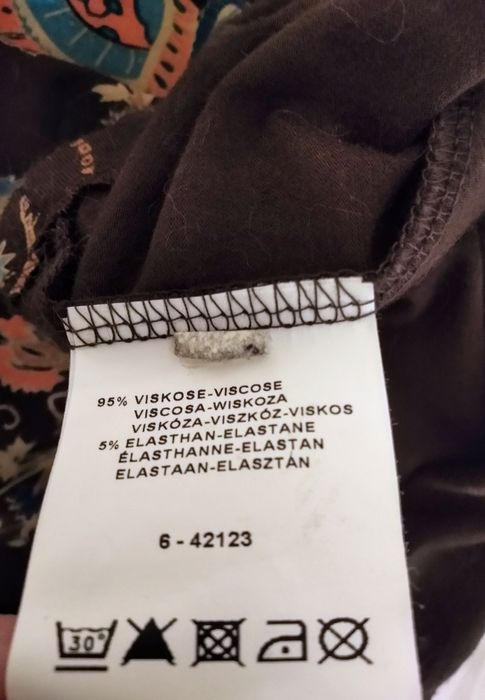 95% VISKOSE-VISCOSE
VISCOSA-WISKOZA
VISKÓZA-VISZKÓZ-VISKOS
5% ELASTHAN-ELASTANE
ÉLASTHANNE-ELASTAN
ELASTAAN-ELASZTÁN
6 - 42123
30°